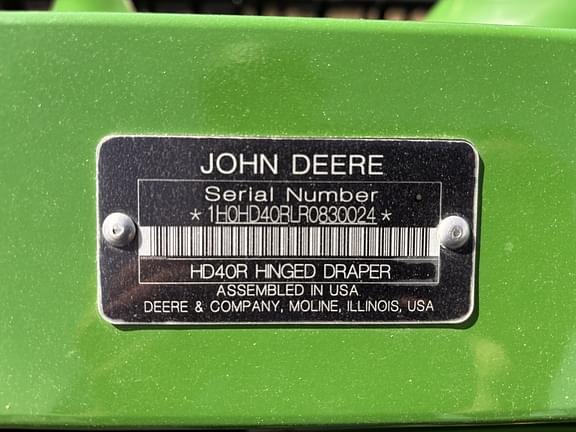 JOHN DEERE
Serial Number
*1H0HD40RLR0830024*
HD40R HINGED DRAPER
ASSEMBLED IN USA
DEERE & COMPANY, MOLINE, ILLINOIS, USA